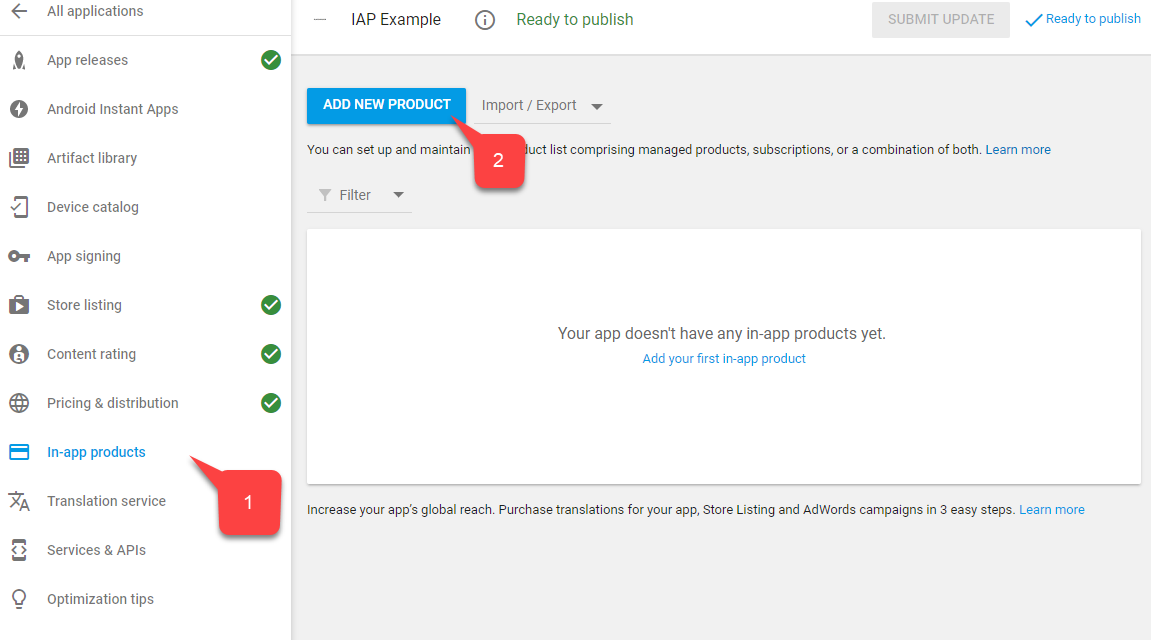 All applications
IAP Example
Ready to publish
SUBMIT UPDATE
Ready to publish
App releases
Android Instant Apps
Artifact library
Device catalog
App signing
Store listing
Content rating
Pricing & distribution
In-app products
1
Translation service
Services & APIs
Optimization tips
ADD NEW PRODUCT
Import / Export
2
You can set up and maintain duct list comprising managed products, subscriptions, or a combination of both. Learn more
Filter
Your app doesn't have any in-app products yet.
Add your first in-app product
Increase your app's global reach. Purchase translations for your app, Store Listing and AdWords campaigns in 3 easy steps. Learn more